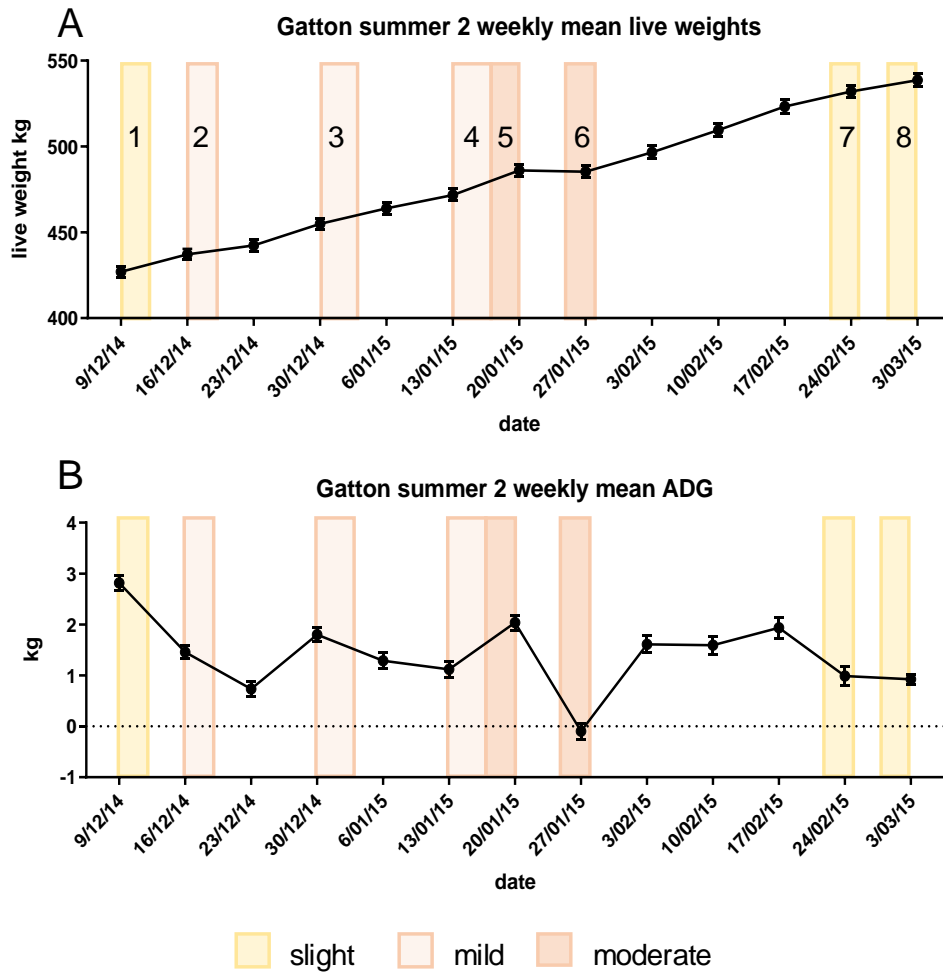 A
Gatton summer 2 weekly mean live weights
live weight kg
550
500
450
400
1 2 3 4 5 6 7 8
9/12/14 16/12/14 23/12/14 30/12/14 6/01/15 13/01/15 20/01/15 27/01/15 3/02/15 10/02/15 17/02/15 24/02/15 3/03/15
date
B
Gatton summer 2 weekly mean ADG
kg
4
3
2
1
0
-1
9/12/14 16/12/14 23/12/14 30/12/14 6/01/15 13/01/15 20/01/15 27/01/15 3/02/15 10/02/15 17/02/15 24/02/15 3/03/15
date
slight mild moderate